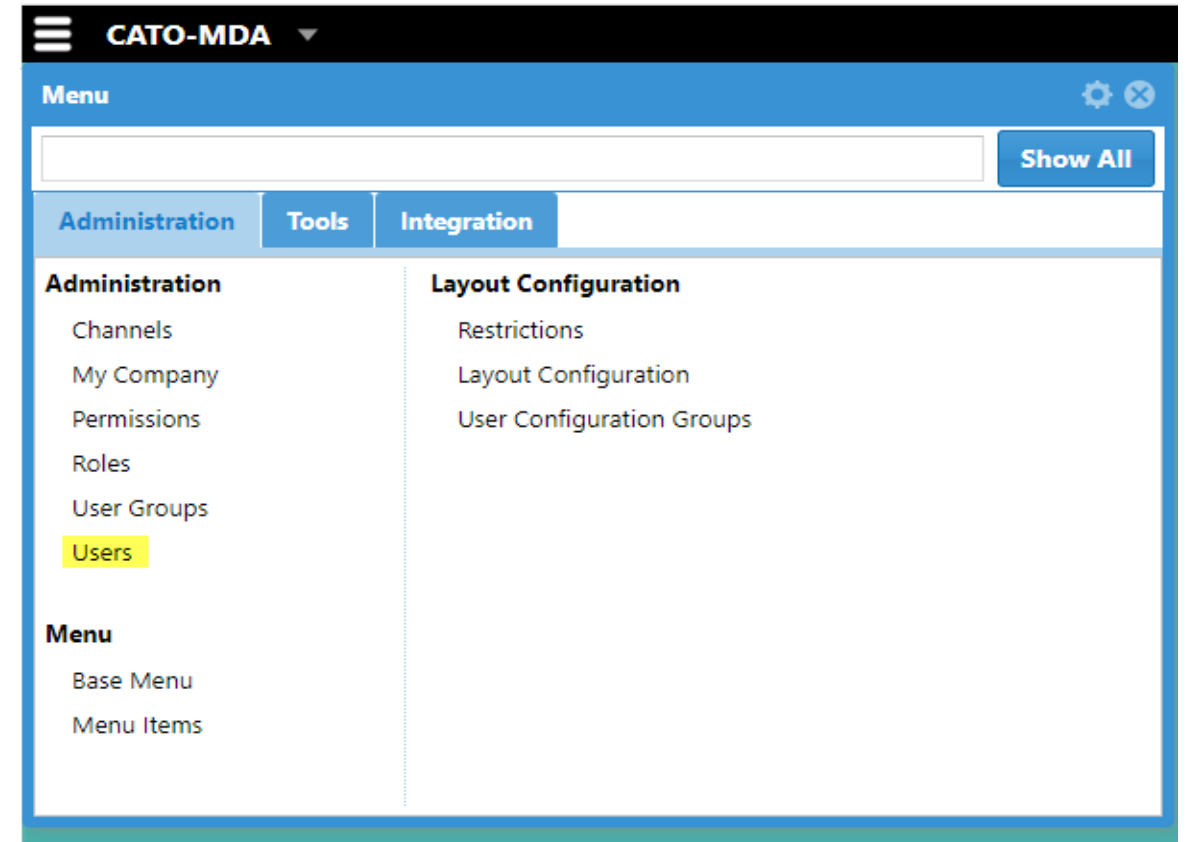 CATO-MDA
Menu
Show All
Administration Tools Integration
Administration
Channels
My Company
Permissions
Roles
User Groups
Users
Menu
Base Menu
Menu Items
Layout Configuration
Restrictions
Layout Configuration
User Configuration Groups